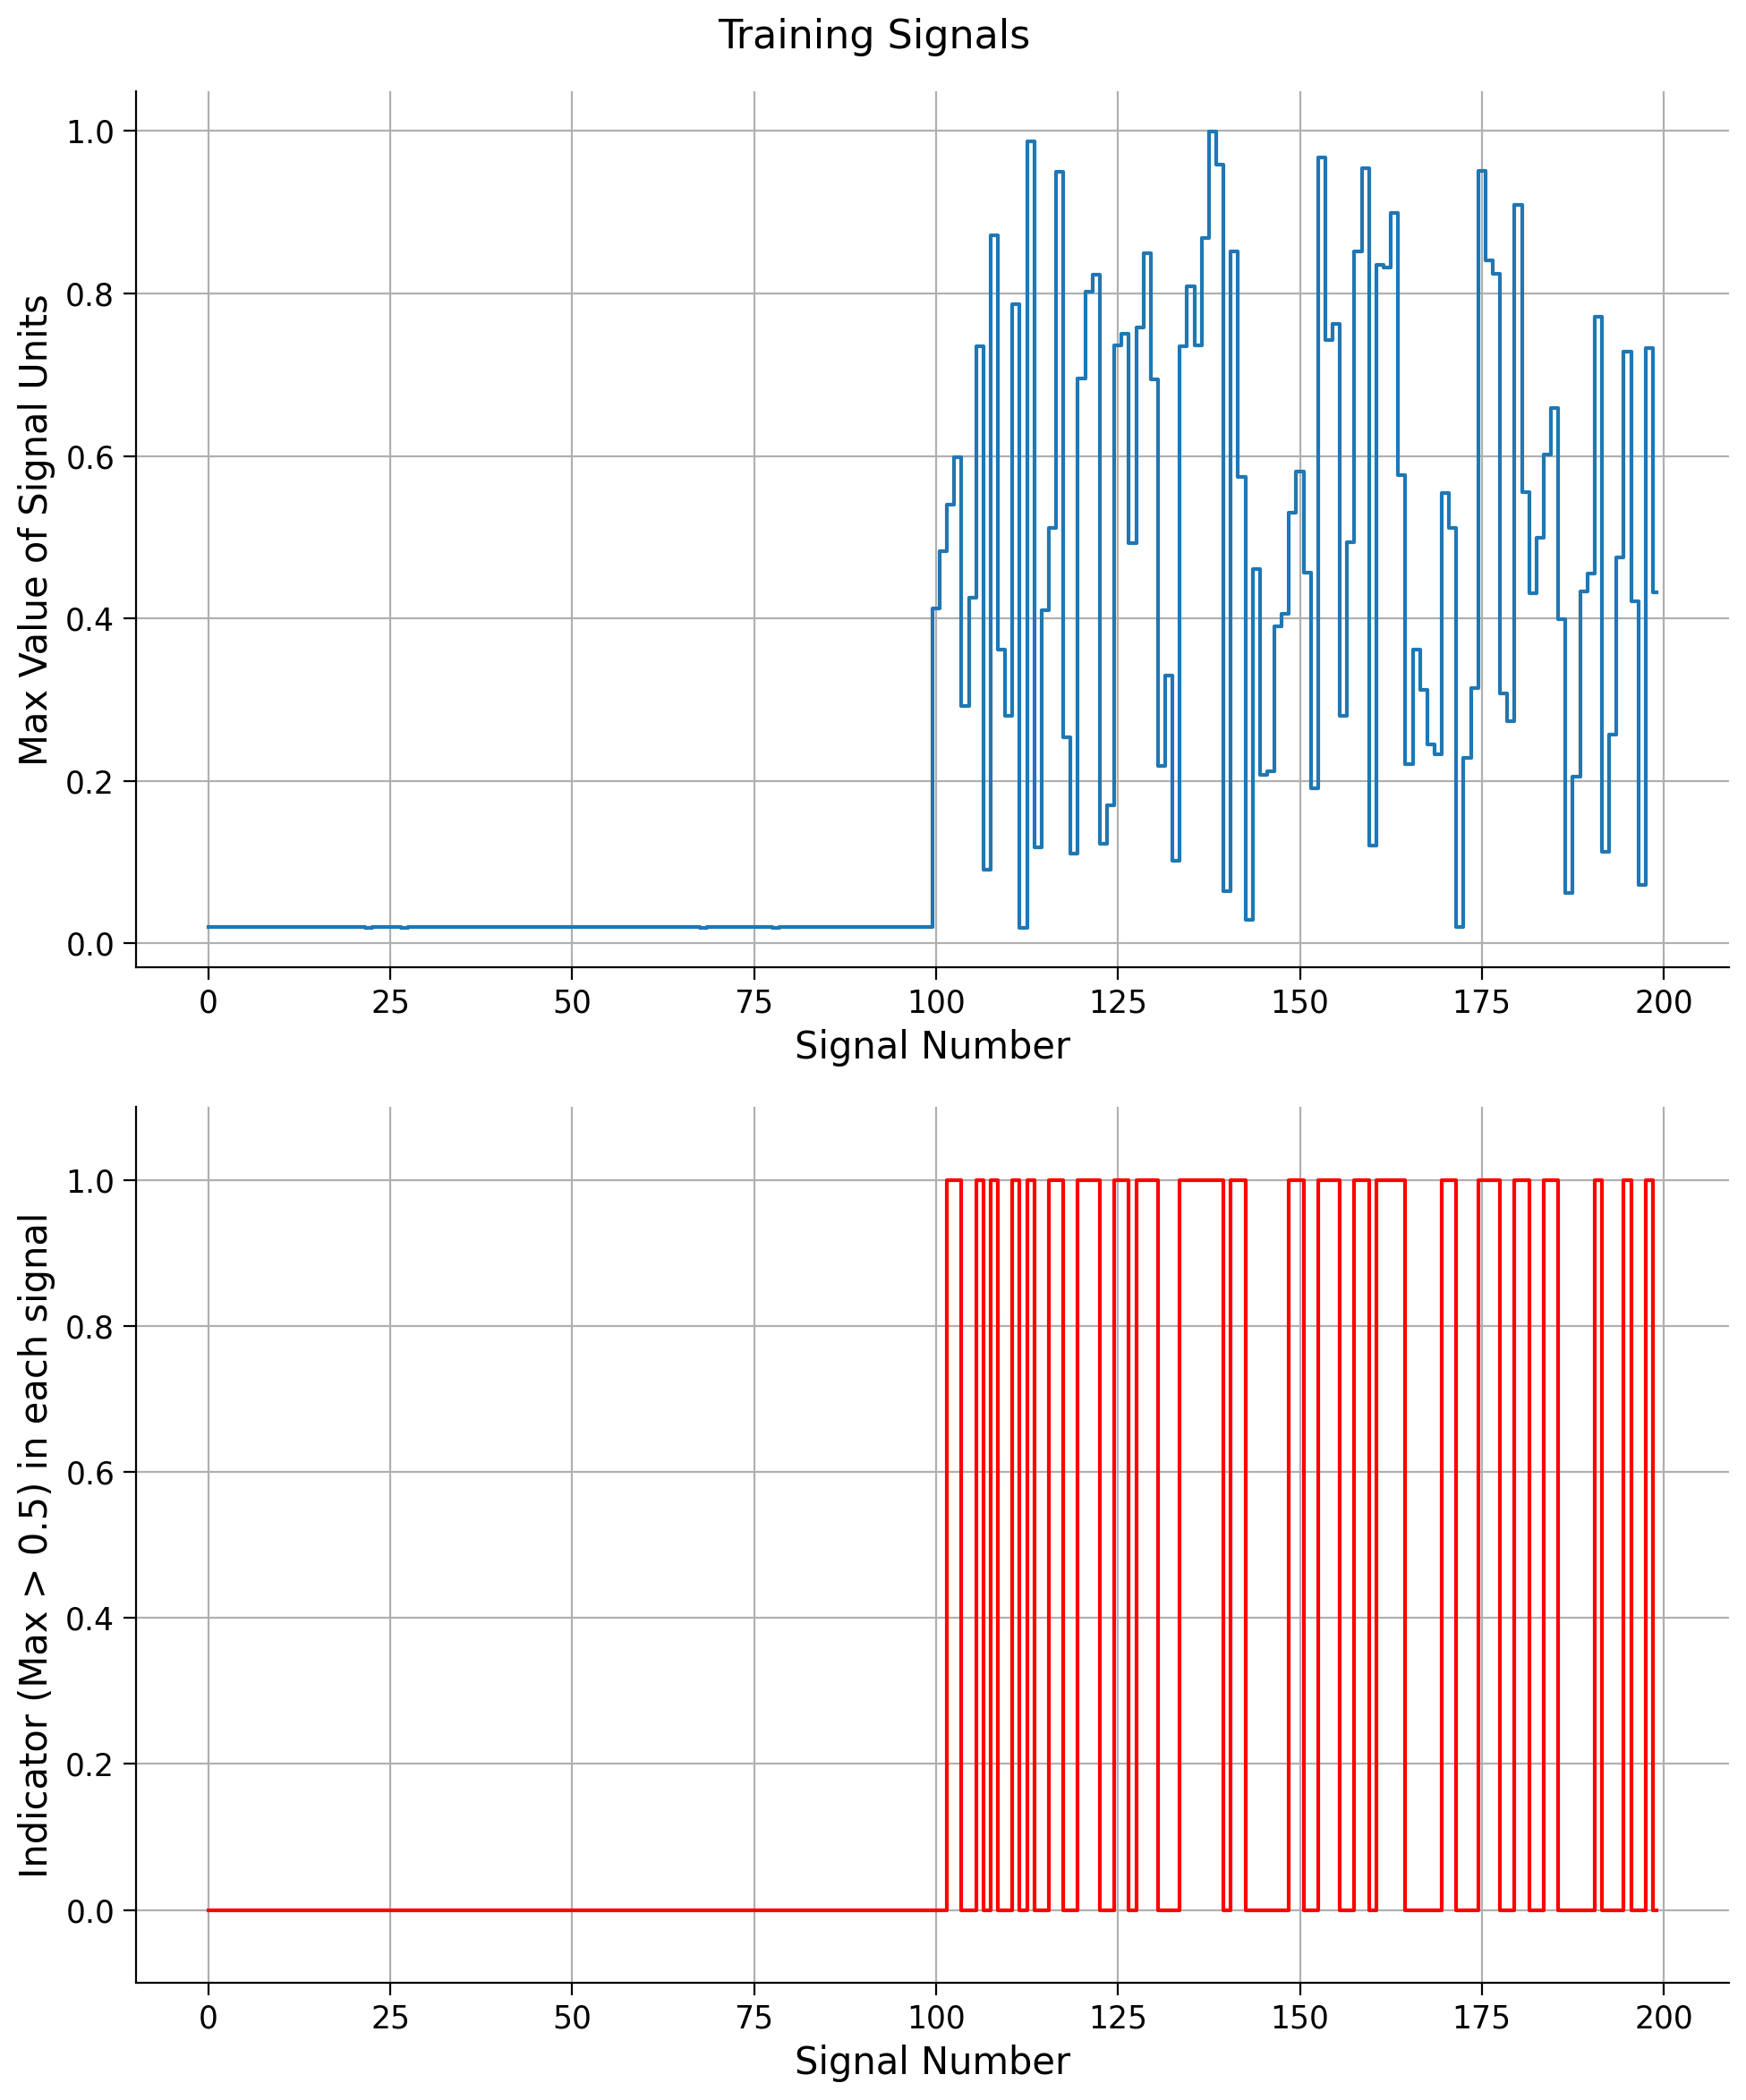 Training Signals
Max Value of Signal Units
1.0
0.8
0.6
0.4
0.2
0.0
0 25 50 75 100 125 150 175 200
Signal Number
Indicator (Max > 0.5) in each signal
1.0
0.8
0.6
0.4
0.2
0.0
0 25 50 75 100 125 150 175 200
Signal Number